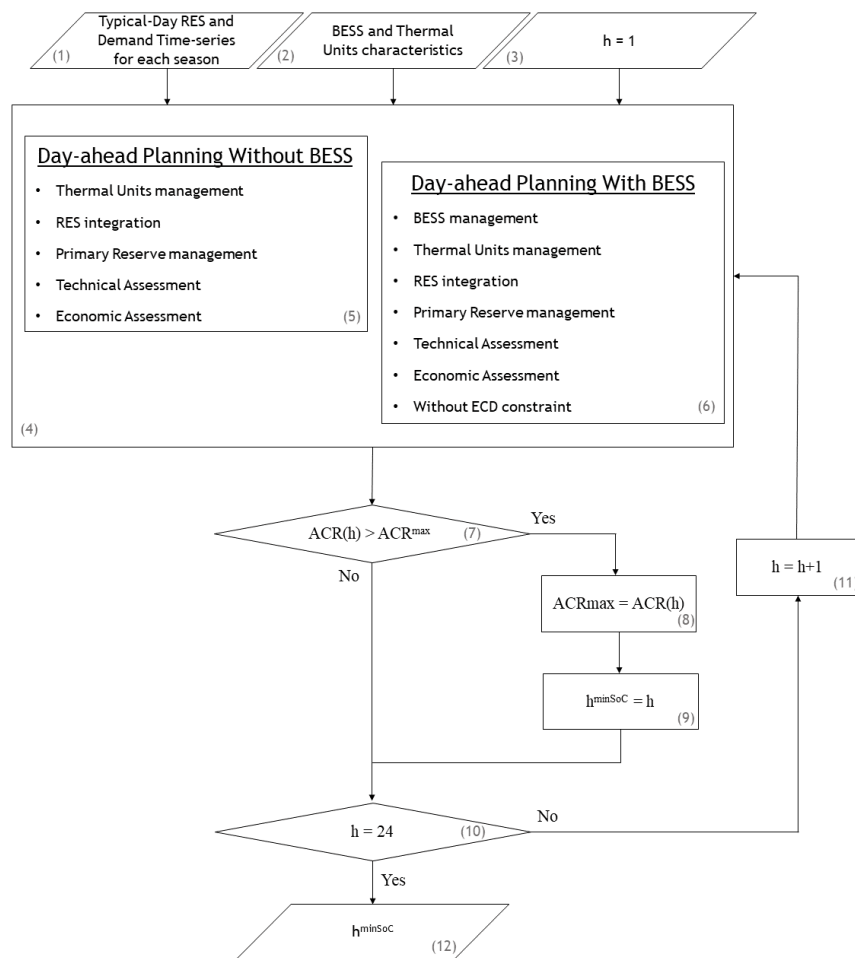 Typical-Day RES and
Demand Time-series
for each season
(1)
BESS and Thermal
Units characteristics
(2)
h = 1
(3)
Day-ahead Planning Without BESS
• Thermal Units management
• RES integration
• Primary Reserve management
• Technical Assessment
• Economic Assessment
(5)
Day-ahead Planning With BESS
• BESS management
• Thermal Units management
• RES integration
• Primary Reserve management
• Technical Assessment
• Economic Assessment
• Without ECD constraint
(6)
(4)
ACR(h) > ACR^max
(7)
Yes
No
ACRmax = ACR(h)
(8)
h^minSoC = h
(9)
h = h+1
(11)
h = 24
(10)
No
Yes
h^minSoC
(12)